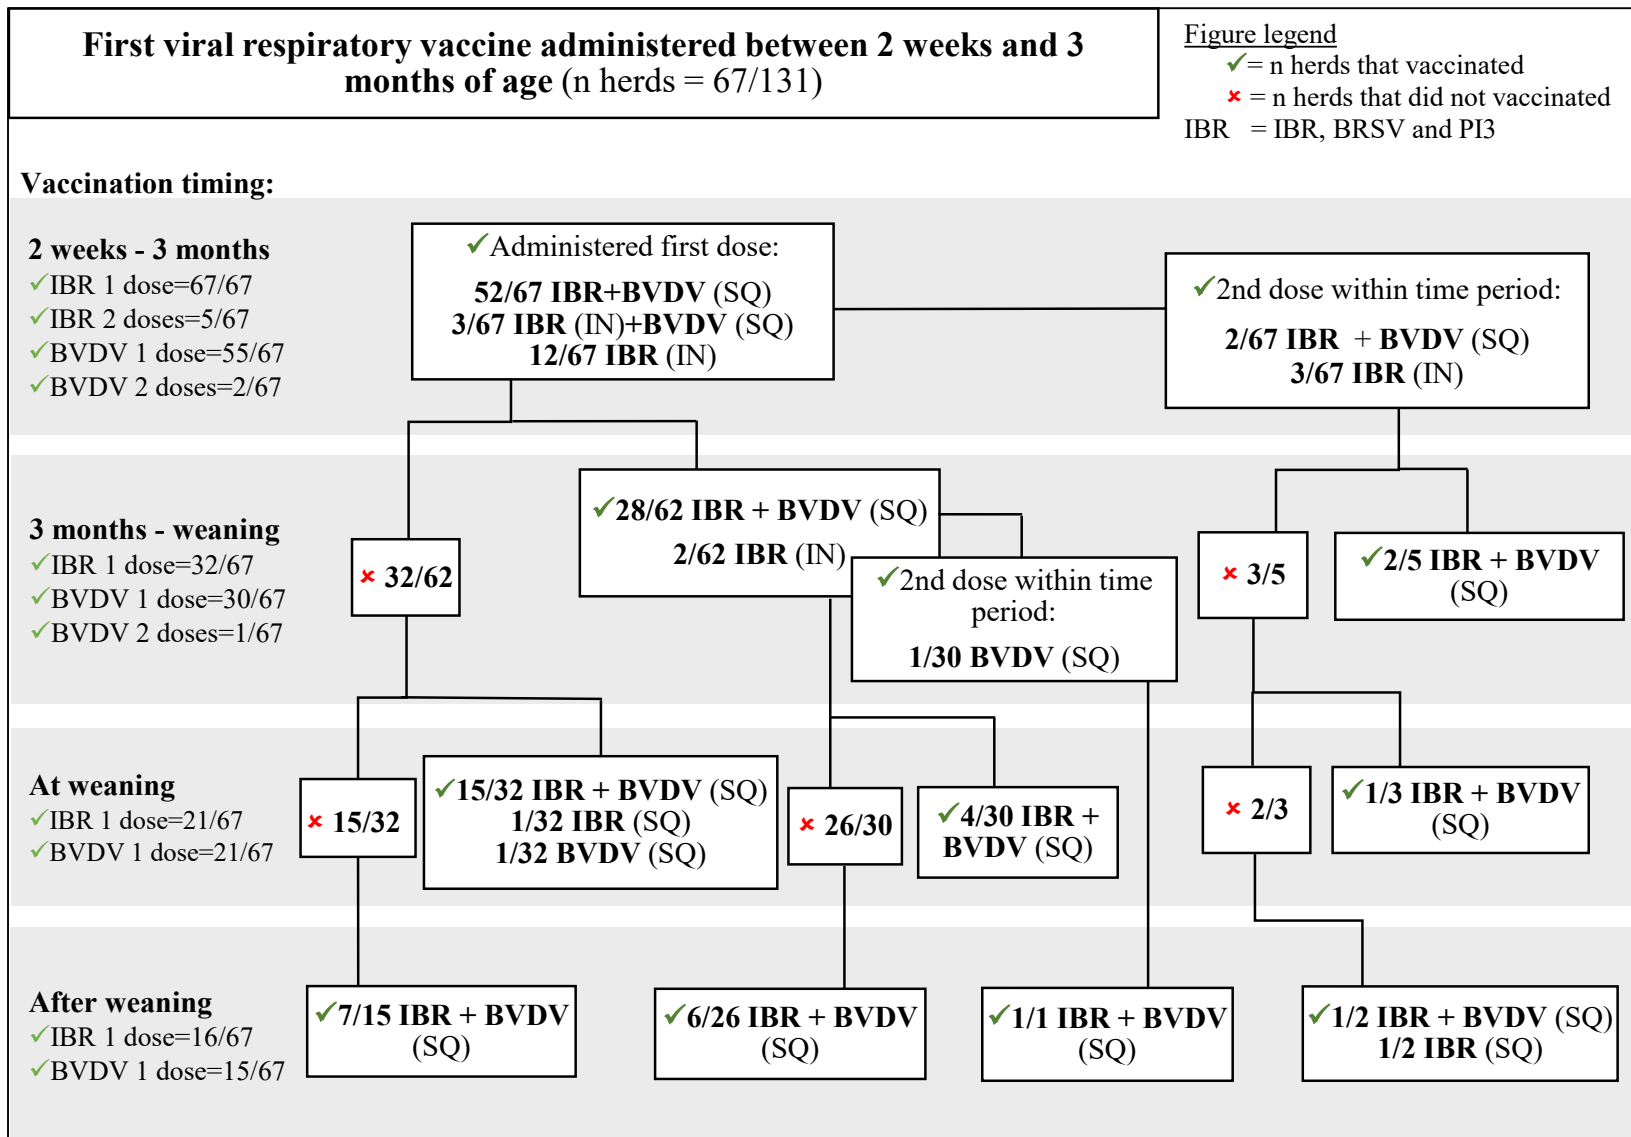 First viral respiratory vaccine administered between 2 weeks and 3
months of age (n herds = 67/131)
Figure legend
✓= n herds that vaccinated
✘ = n herds that did not vaccinated
IBR = IBR, BRSV and PI3
Vaccination timing:
2 weeks - 3 months
✓IBR 1 dose=67/67
✓IBR 2 doses=5/67
✓BVDV 1 dose=55/67
✓BVDV 2 doses=2/67
✓Administered first dose:
52/67 IBR+BVDV (SQ)
3/67 IBR (IN)+BVDV (SQ)
12/67 IBR (IN)
✓2nd dose within time period:
2/67 IBR + BVDV (SQ)
3/67 IBR (IN)
3 months - weaning
✓IBR 1 dose=32/67
✓BVDV 1 dose=30/67
✓BVDV 2 doses=1/67
✘ 32/62
✓28/62 IBR + BVDV (SQ)
2/62 IBR (IN)
✓2nd dose within time
period:
1/30 BVDV (SQ)
✘ 3/5
✓2/5 IBR + BVDV
(SQ)
At weaning
✓IBR 1 dose=21/67
✓BVDV 1 dose=21/67
✘ 15/32
✓15/32 IBR + BVDV (SQ)
1/32 IBR (SQ)
1/32 BVDV (SQ)
✘ 26/30
✓4/30 IBR +
BVDV (SQ)
✘ 2/3
✓1/3 IBR + BVDV
(SQ)
After weaning
✓IBR 1 dose=16/67
✓BVDV 1 dose=15/67
✓7/15 IBR + BVDV
(SQ)
✓6/26 IBR + BVDV
(SQ)
✓1/1 IBR + BVDV
(SQ)
✓1/2 IBR + BVDV (SQ)
1/2 IBR (SQ)